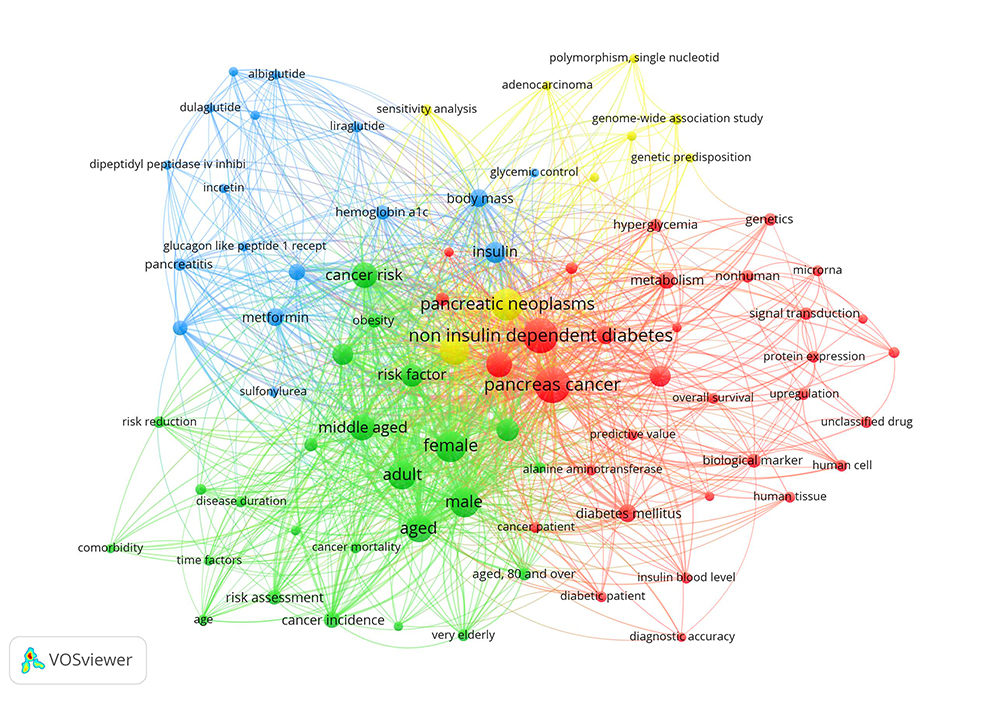 polymorphism, single nucleotid
albiglutide
adenocarcinoma
dulaglutide
sensitivity analysis
genome-wide association study
liraglutide
genetic predisposition
dipeptidyl peptidase iv inhibi
glycemic control
incretin
body mass
hemoglobin a1c
genetics
hyperglycemia
glucagon like peptide 1 recept
insulin
pancreatitis
microrna
cancer risk
nonhuman
metabolism
pancreatic neoplasms
signal transduction
metformin
obesity
non insulin dependent diabetes
protein expression
risk factor
pancreas cancer
sulfonylurea
upregulation
overall survival
risk reduction
unclassified drug
middle aged
predictive value
female
biological marker
human cell
alanine aminotransferase
adult
human tissue
disease duration
male
diabetes mellitus
aged
cancer patient
comorbidity
cancer mortality
time factors
aged, 80 and over
insulin blood level
risk assessment
diabetic patient
age
cancer incidence
very elderly
diagnostic accuracy
VOSviewer